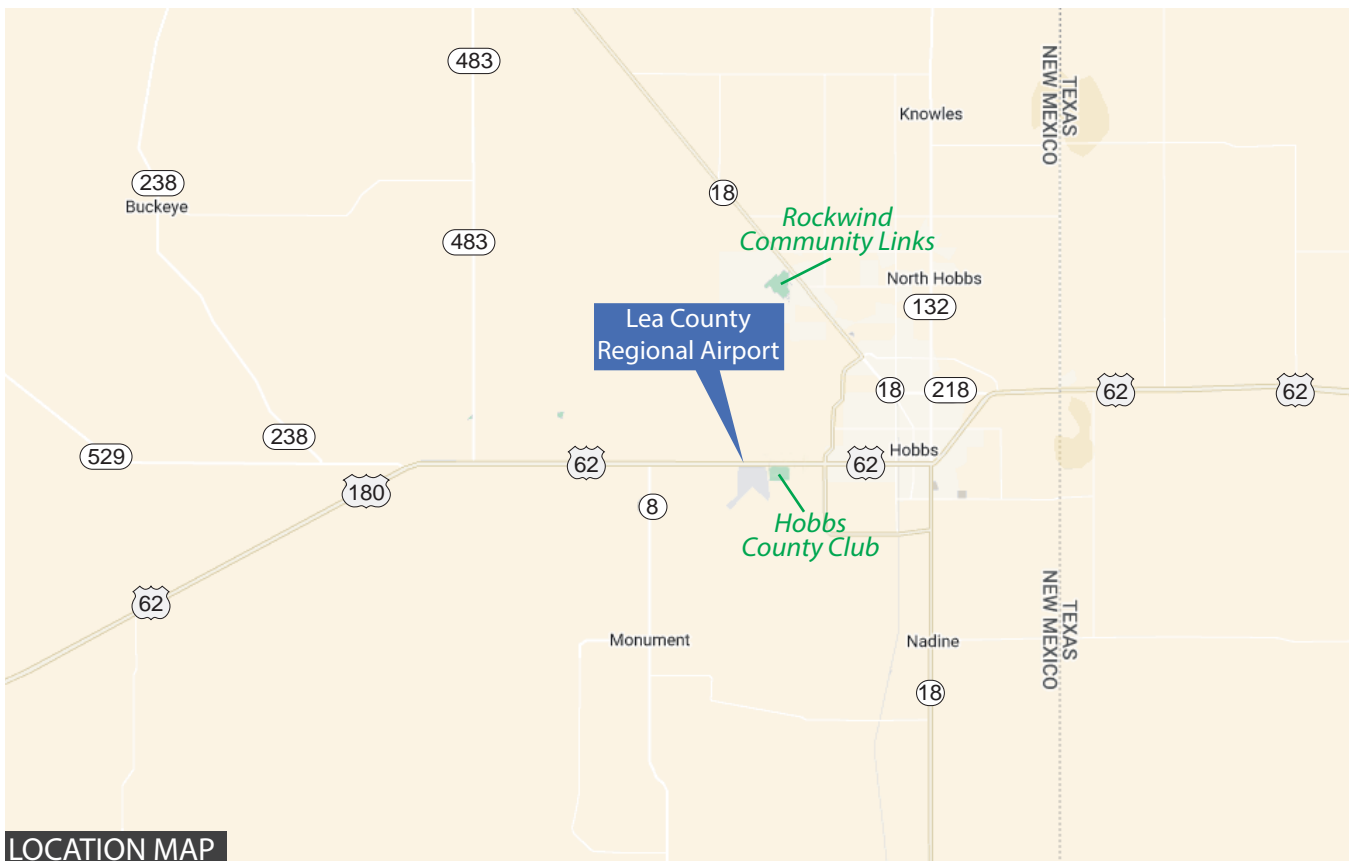 483
Knowles
TEXAS
NEW MEXICO
238
Buckeye
18
Rockwind
Community Links
483
North Hobbs
132
Lea County
Regional Airport
18
218
62
62
238
529
62
62
Hobbs
180
8
Hobbs
County Club
62
TEXAS
NEW MEXICO
Monument
Nadine
18
LOCATION MAP